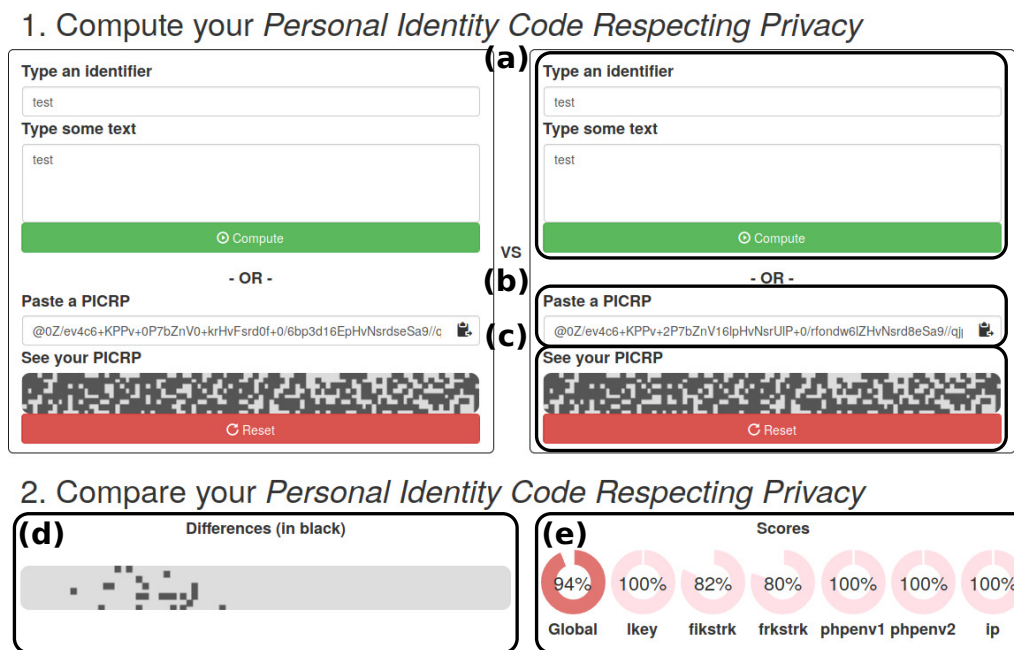 1. Compute your Personal Identity Code Respecting Privacy
(a)
Type an identifier
test
Type some text
test
Compute
- OR -
Paste a PICRP
@0Z/ev4c6+KPPv+0P7bZnV0+krHvFsrd0f+0/6bp3d16EpHvNsrdseSa9//q
See your PICRP
Reset
VS
Type an identifier
test
Type some text
test
Compute
- OR -
(b)
Paste a PICRP
@0Z/ev4c6+KPPv+2P7bZnV16lpHvNsrUlP+0/rfondw6lZHvNsrd8eSa9//qj
(c)
See your PICRP
Reset
2. Compare your Personal Identity Code Respecting Privacy
(d)
Differences (in black)
(e)
Scores
94% 100% 82% 80% 100% 100% 100%
Global lkey fikstrk frkstrk phpenv1 phpenv2 ip